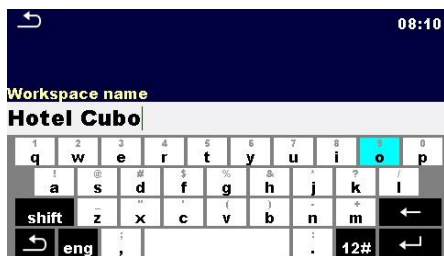 08:10
Workspace name
Hotel Cubo
1 2 3 4 5 6 7 8 9 0
q w e r t y u i o p
! @ # $ % & * ? /
a s d f g h j k l
_ " ' ( ) - +
shift z x c v b n m
; :
eng , . 12#